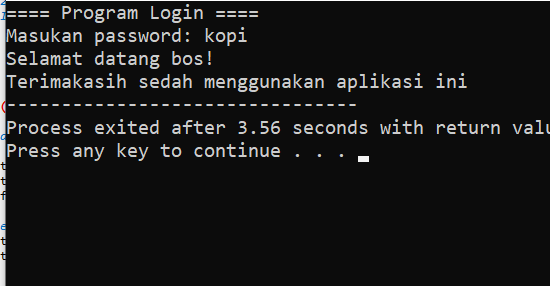 ==== Program Login ====
Masukan password: kopi
Selamat datang bos!
Terimakasih sedah menggunakan aplikasi ini
--------------------------------
Process exited after 3.56 seconds with return valu
Press any key to continue . . .